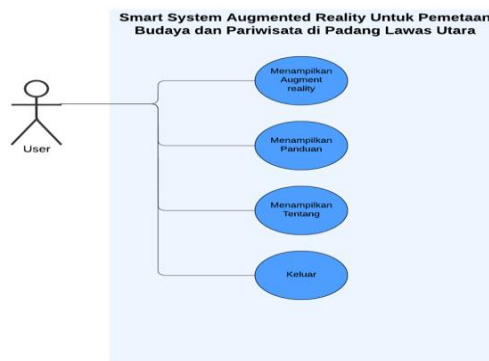 Smart System Augmented Reality Untuk Pemetaan
Budaya dan Pariwisata di Padang Lawas Utara
Menampilkan
Augment
reality
User
Menampilkan
Panduan
Menampilkan
Tentang
Keluar